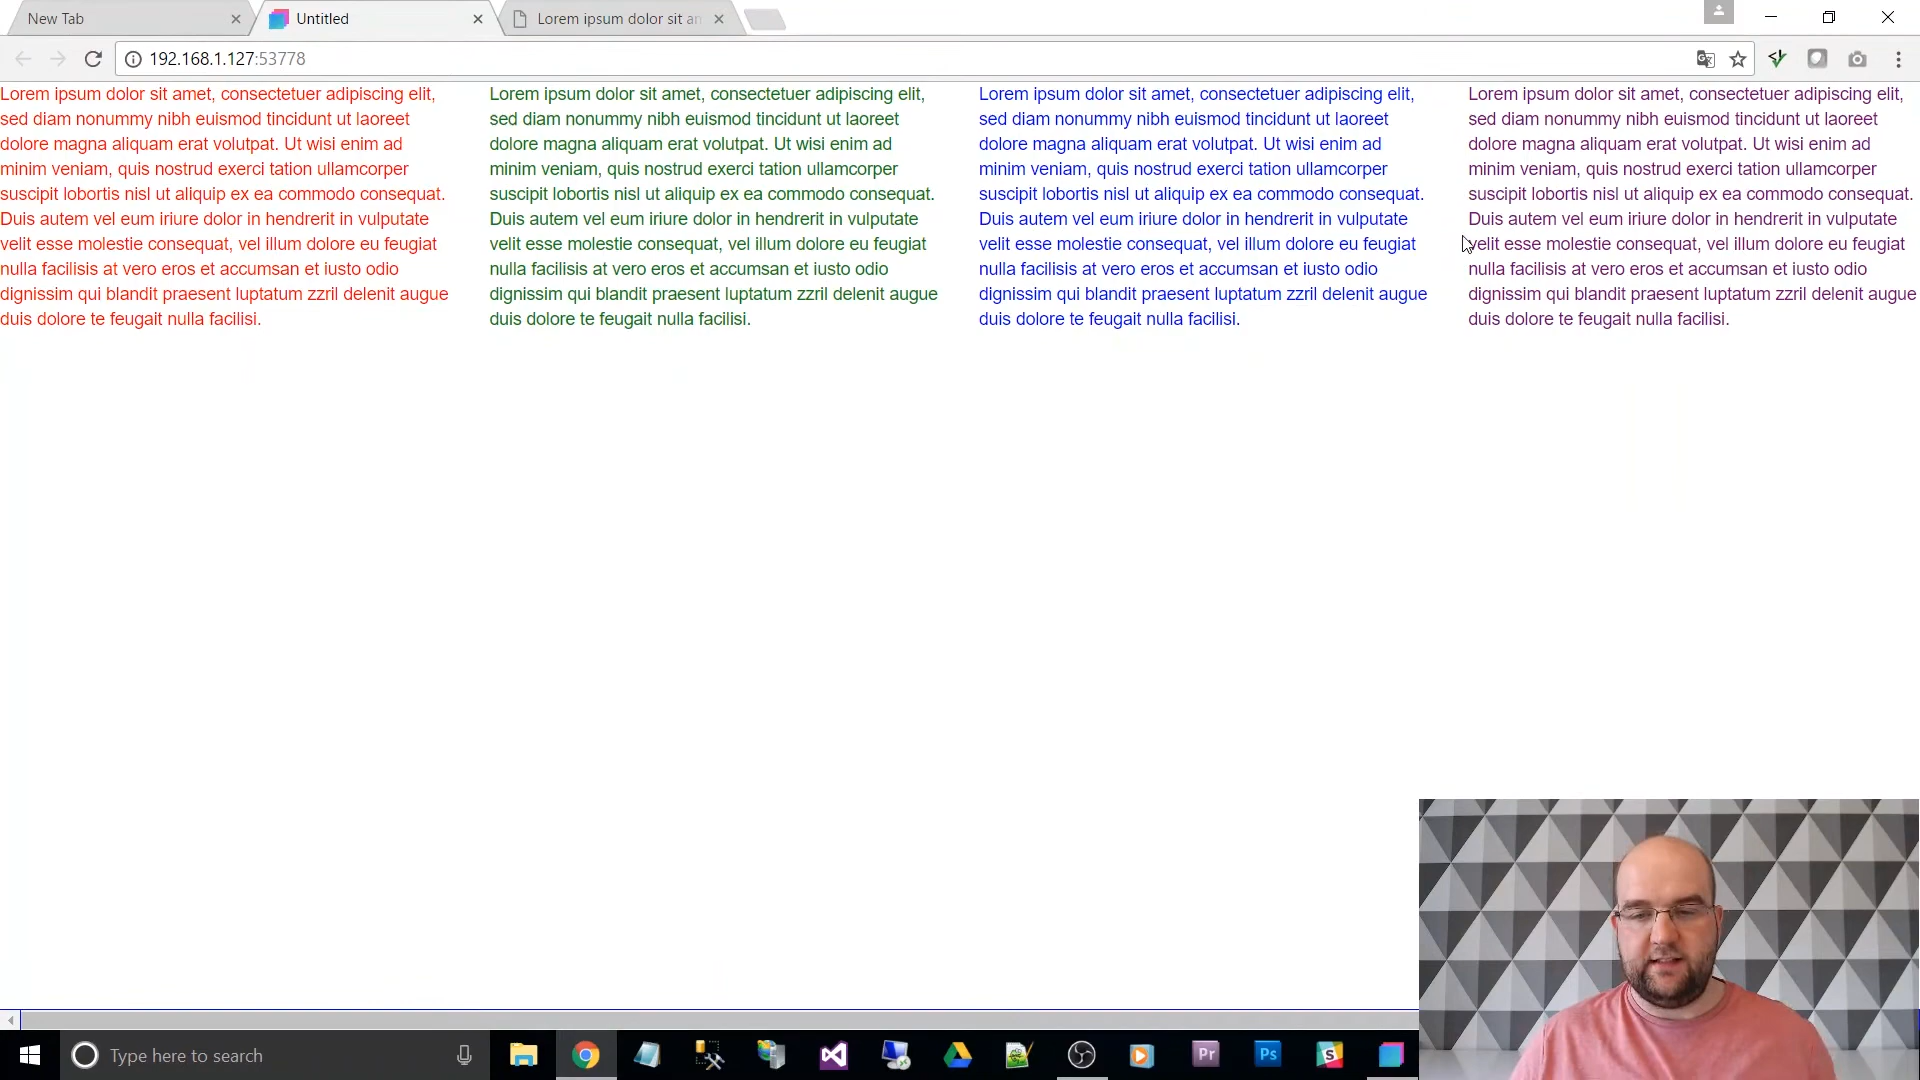 New Tab
Untitled
Lorem ipsum dolor sit an
192.168.1.127:53778
Lorem ipsum dolor sit amet, consectetuer adipiscing elit,
sed diam nonummy nibh euismod tincidunt ut laoreet
dolore magna aliquam erat volutpat. Ut wisi enim ad
minim veniam, quis nostrud exerci tation ullamcorper
suscipit lobortis nisl ut aliquip ex ea commodo consequat.
Duis autem vel eum iriure dolor in hendrerit in vulputate
velit esse molestie consequat, vel illum dolore eu feugiat
nulla facilisis at vero eros et accumsan et iusto odio
dignissim qui blandit praesent luptatum zzril delenit augue
duis dolore te feugait nulla facilisi.
Lorem ipsum dolor sit amet, consectetuer adipiscing elit,
sed diam nonummy nibh euismod tincidunt ut laoreet
dolore magna aliquam erat volutpat. Ut wisi enim ad
minim veniam, quis nostrud exerci tation ullamcorper
suscipit lobortis nisl ut aliquip ex ea commodo consequat.
Duis autem vel eum iriure dolor in hendrerit in vulputate
velit esse molestie consequat, vel illum dolore eu feugiat
nulla facilisis at vero eros et accumsan et iusto odio
dignissim qui blandit praesent luptatum zzril delenit augue
duis dolore te feugait nulla facilisi.
Lorem ipsum dolor sit amet, consectetuer adipiscing elit,
sed diam nonummy nibh euismod tincidunt ut laoreet
dolore magna aliquam erat volutpat. Ut wisi enim ad
minim veniam, quis nostrud exerci tation ullamcorper
suscipit lobortis nisl ut aliquip ex ea commodo consequat.
Duis autem vel eum iriure dolor in hendrerit in vulputate
velit esse molestie consequat, vel illum dolore eu feugiat
nulla facilisis at vero eros et accumsan et iusto odio
dignissim qui blandit praesent luptatum zzril delenit augue
duis dolore te feugait nulla facilisi.
Lorem ipsum dolor sit amet, consectetuer adipiscing elit,
sed diam nonummy nibh euismod tincidunt ut laoreet
dolore magna aliquam erat volutpat. Ut wisi enim ad
minim veniam, quis nostrud exerci tation ullamcorper
suscipit lobortis nisl ut aliquip ex ea commodo consequat.
Duis autem vel eum iriure dolor in hendrerit in vulputate
velit esse molestie consequat, vel illum dolore eu feugiat
nulla facilisis at vero eros et accumsan et iusto odio
dignissim qui blandit praesent luptatum zzril delenit augue
duis dolore te feugait nulla facilisi.
Type here to search
Pr
Ps
S